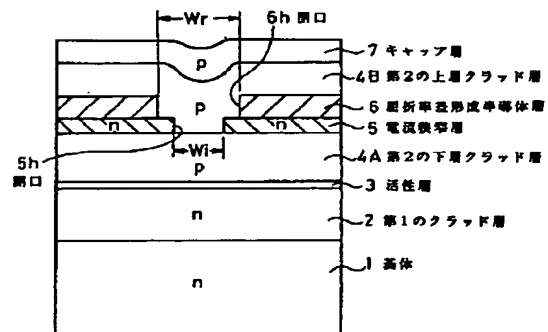 Wr
6h 開口
7 キャップ層
p
4B 第2の上層クラッド層
p
6 屈折率差形成半導体層
n
n
5 電流狭窄層
5h 開口
Wi
4A 第2の下層クラッド層
p
3 活性層
n
2 第1のクラッド層
1 基体
n